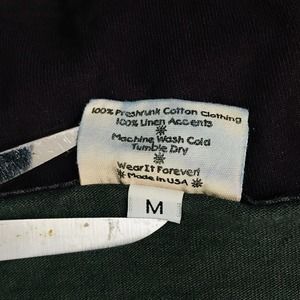 100% Preshrunk Cotton Clothing
100% Linen Accents
Machine Wash Cold
Tumble Dry
Wear It Forever!
Made in USA
M